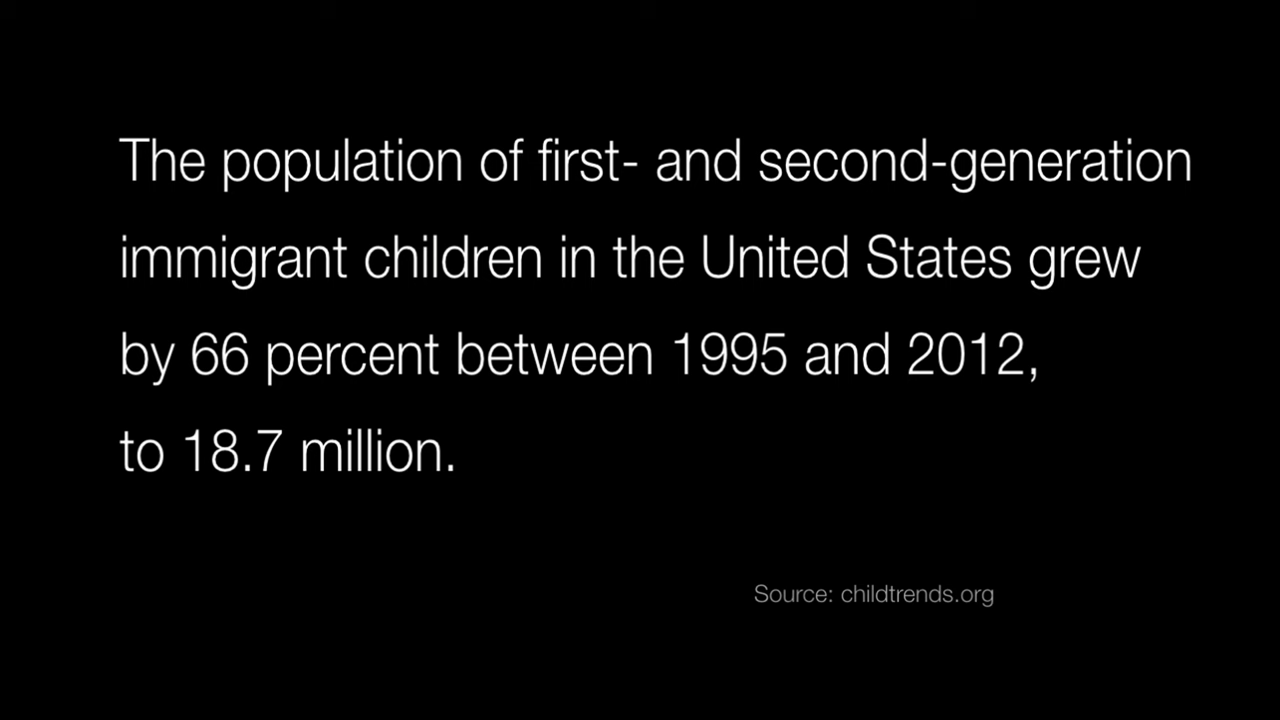 The population of first- and second-generation
immigrant children in the United States grew
by 66 percent between 1995 and 2012,
to 18.7 million.
Source: childtrends.org